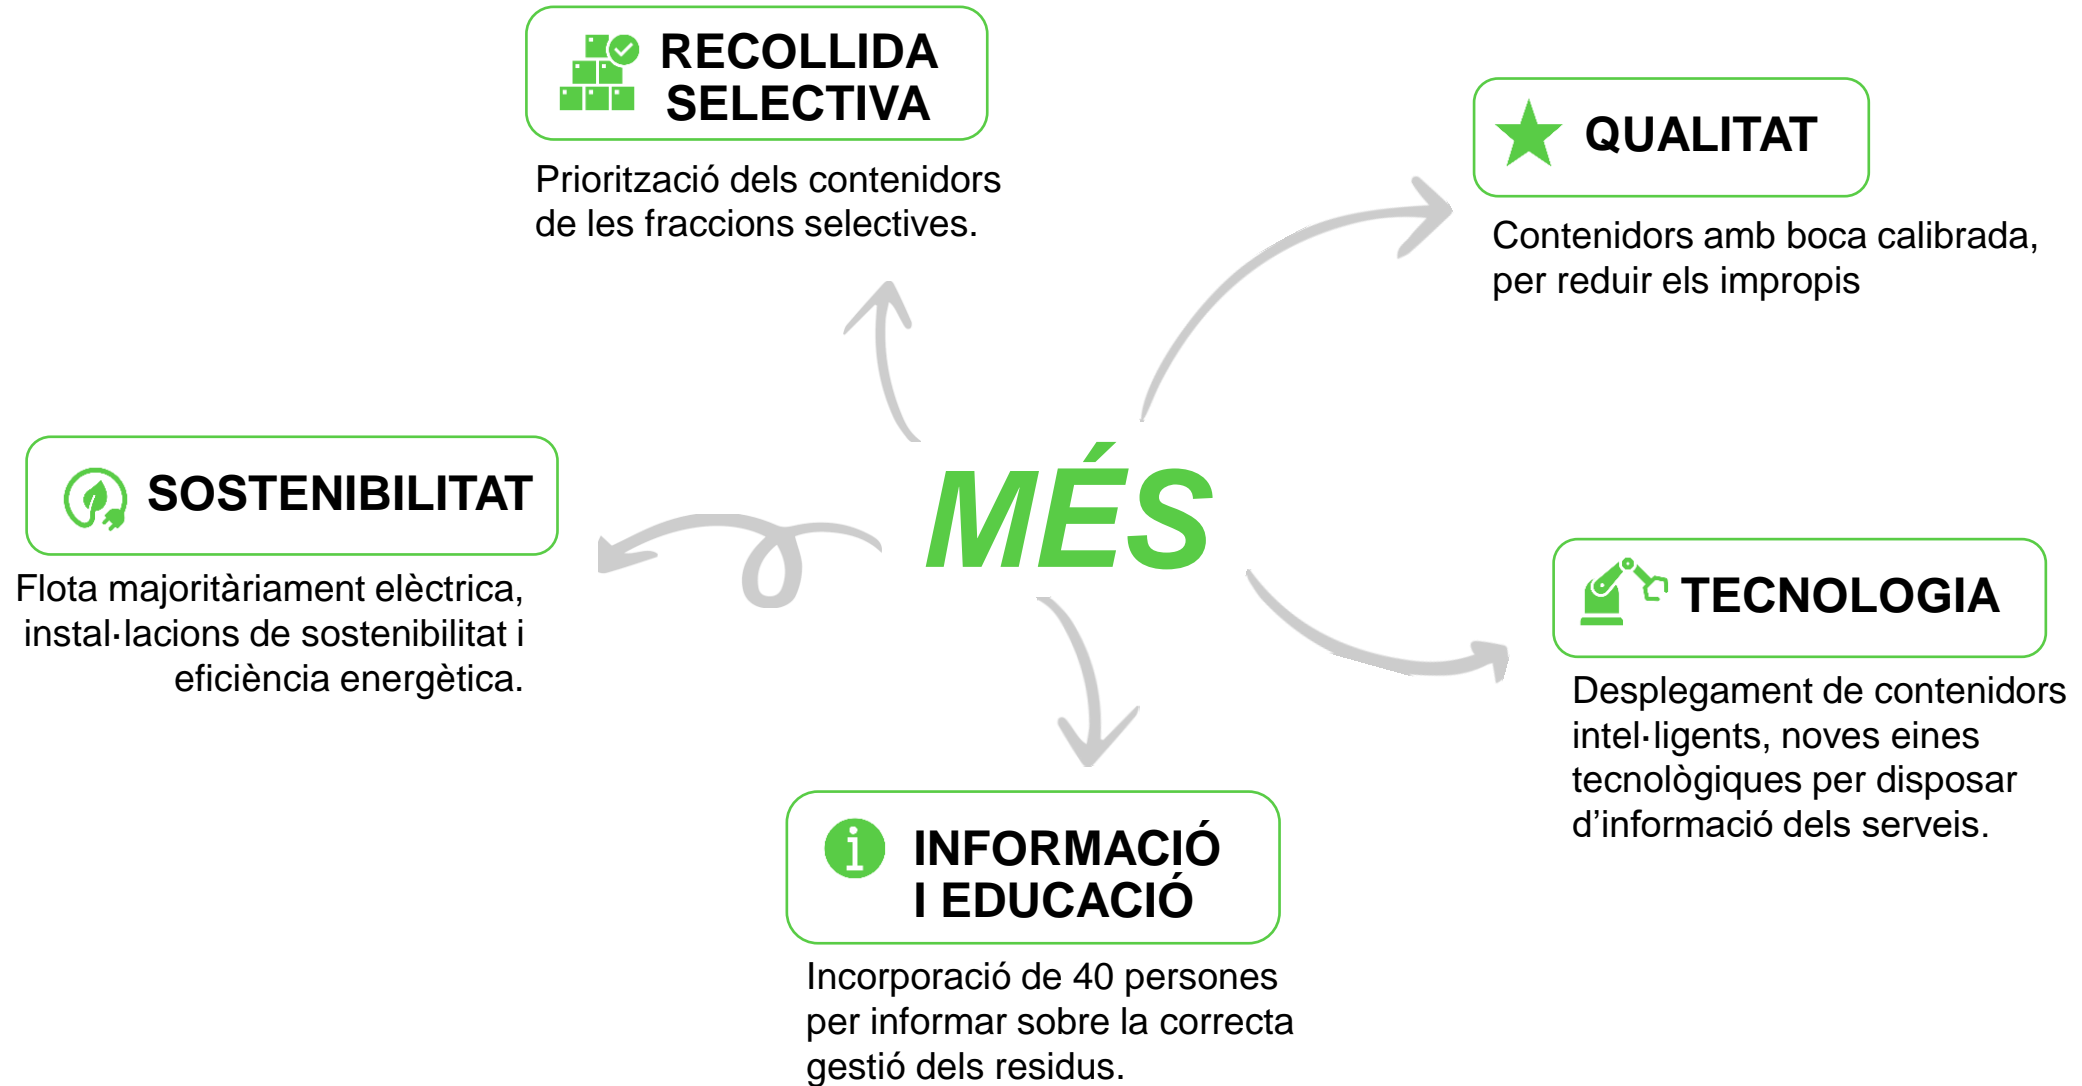 RECOLLIDA
SELECTIVA
Priorització dels contenidors
de les fraccions selectives.
QUALITAT
Contenidors amb boca calibrada,
per reduir els impropis
SOSTENIBILITAT
Flota majoritàriament elèctrica,
instal·lacions de sostenibilitat i
eficiència energètica.
MÉS
TECNOLOGIA
Desplegament de contenidors
intel·ligents, noves eines
tecnològiques per disposar
d’informació dels serveis.
INFORMACIÓ
I EDUCACIÓ
Incorporació de 40 persones
per informar sobre la correcta
gestió dels residus.